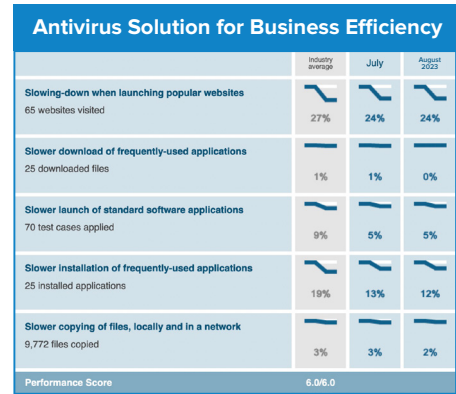 Antivirus Solution for Business Efficiency
Industry average July August 2023
Slowing-down when launching popular websites
65 websites visited
27% 24% 24%
Slower download of frequently-used applications
25 downloaded files
1% 1% 0%
Slower launch of standard software applications
70 test cases applied
9% 5% 5%
Slower installation of frequently-used applications
25 installed applications
19% 13% 12%
Slower copying of files, locally and in a network
9,772 files copied
3% 3% 2%
Performance Score 6.0/6.0